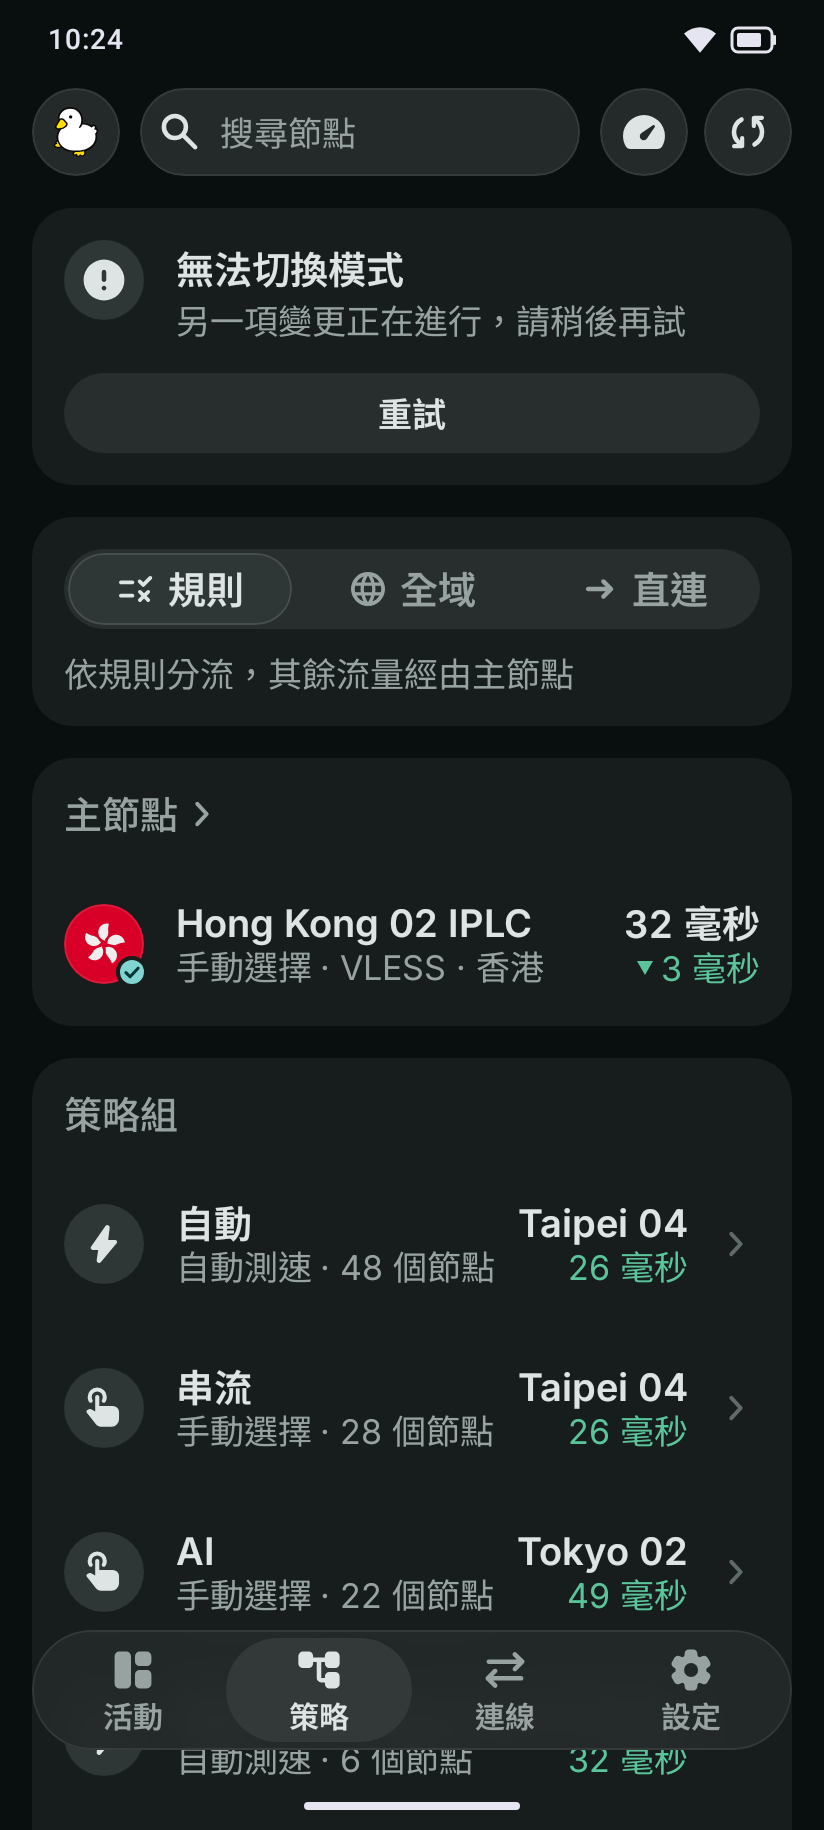 10:24
搜尋節點
無法切換模式
另一項變更正在進行，請稍後再試
重試
規則
全域
直連
依規則分流，其餘流量經由主節點
主節點
Hong Kong 02 IPLC
32 毫秒
手動選擇 · VLESS · 香港
3 毫秒
策略組
自動
Taipei 04
自動測速 · 48 個節點
26 毫秒
串流
Taipei 04
手動選擇 · 28 個節點
26 毫秒
AI
Tokyo 02
手動選擇 · 22 個節點
49 毫秒
活動
策略
連線
設定
自動測速 · 6 個節點
32 毫秒